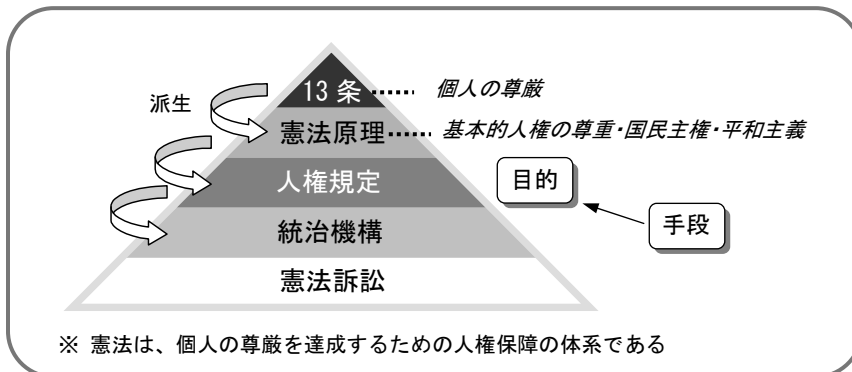 13条 個人の尊厳
派生
憲法原理 基本的人権の尊重・国民主権・平和主義
人権規定 目的
統治機構 手段
憲法訴訟
※ 憲法は、個人の尊厳を達成するための人権保障の体系である